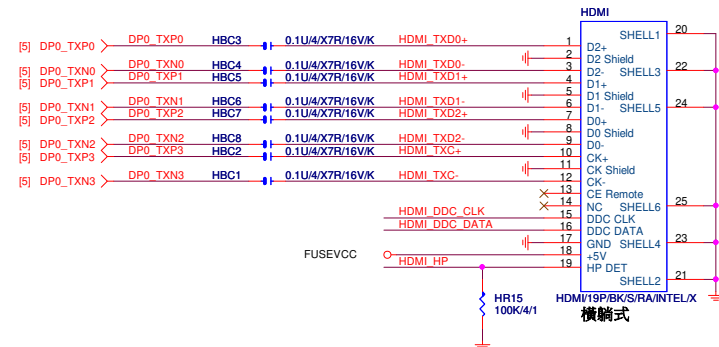 HDMI
[5] DP0_TXP0 DP0_TXP0 HBC3 0.1U/4/X7R/16V/K HDMI_TXD0+ 1 D2+ SHELL1 20
2 D2 Shield
[5] DP0_TXN0 DP0_TXN0 HBC4 0.1U/4/X7R/16V/K HDMI_TXD0- 3 D2- SHELL3 22
[5] DP0_TXP1 DP0_TXP1 HBC5 0.1U/4/X7R/16V/K HDMI_TXD1+ 4 D1+
5 D1 Shield
[5] DP0_TXN1 DP0_TXN1 HBC6 0.1U/4/X7R/16V/K HDMI_TXD1- 6 D1- SHELL5 24
[5] DP0_TXP2 DP0_TXP2 HBC7 0.1U/4/X7R/16V/K HDMI_TXD2+ 7 D0+
8 D0 Shield
[5] DP0_TXN2 DP0_TXN2 HBC8 0.1U/4/X7R/16V/K HDMI_TXD2- 9 D0-
[5] DP0_TXP3 DP0_TXP3 HBC2 0.1U/4/X7R/16V/K HDMI_TXC+ 10 CK+
11 CK Shield
[5] DP0_TXN3 DP0_TXN3 HBC1 0.1U/4/X7R/16V/K HDMI_TXC- 12 CK-
13 CE Remote
14 NC SHELL6 25
HDMI_DDC_CLK 15 DDC CLK
HDMI_DDC_DATA 16 DDC DATA
17 GND SHELL4 23
FUSEVCC 18 +5V
HDMI_HP 19 HP DET
SHELL2 21
HR15
100K/4/1
HDMI/19P/BK/S/RA/INTEL/X
橫躺式